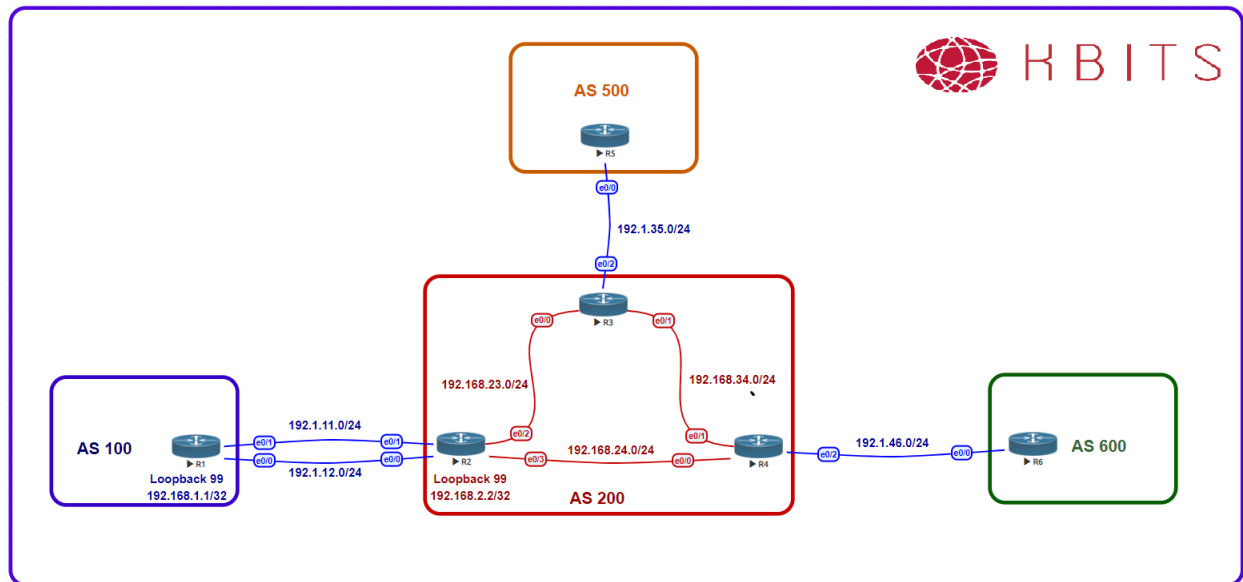 KBITS
AS 500
R5
e0/0
192.1.35.0/24
e0/2
R3
e0/0
e0/1
192.168.23.0/24
192.168.34.0/24
AS 100
R1
e0/1
192.1.11.0/24
e0/1
e0/0
192.1.12.0/24
e0/0
Loopback 99
192.168.1.1/32
R2
e0/2
e0/3
Loopback 99
192.168.2.2/32
192.168.24.0/24
AS 200
e0/1
e0/0
R4
e0/2
192.1.46.0/24
e0/0
R6
AS 600